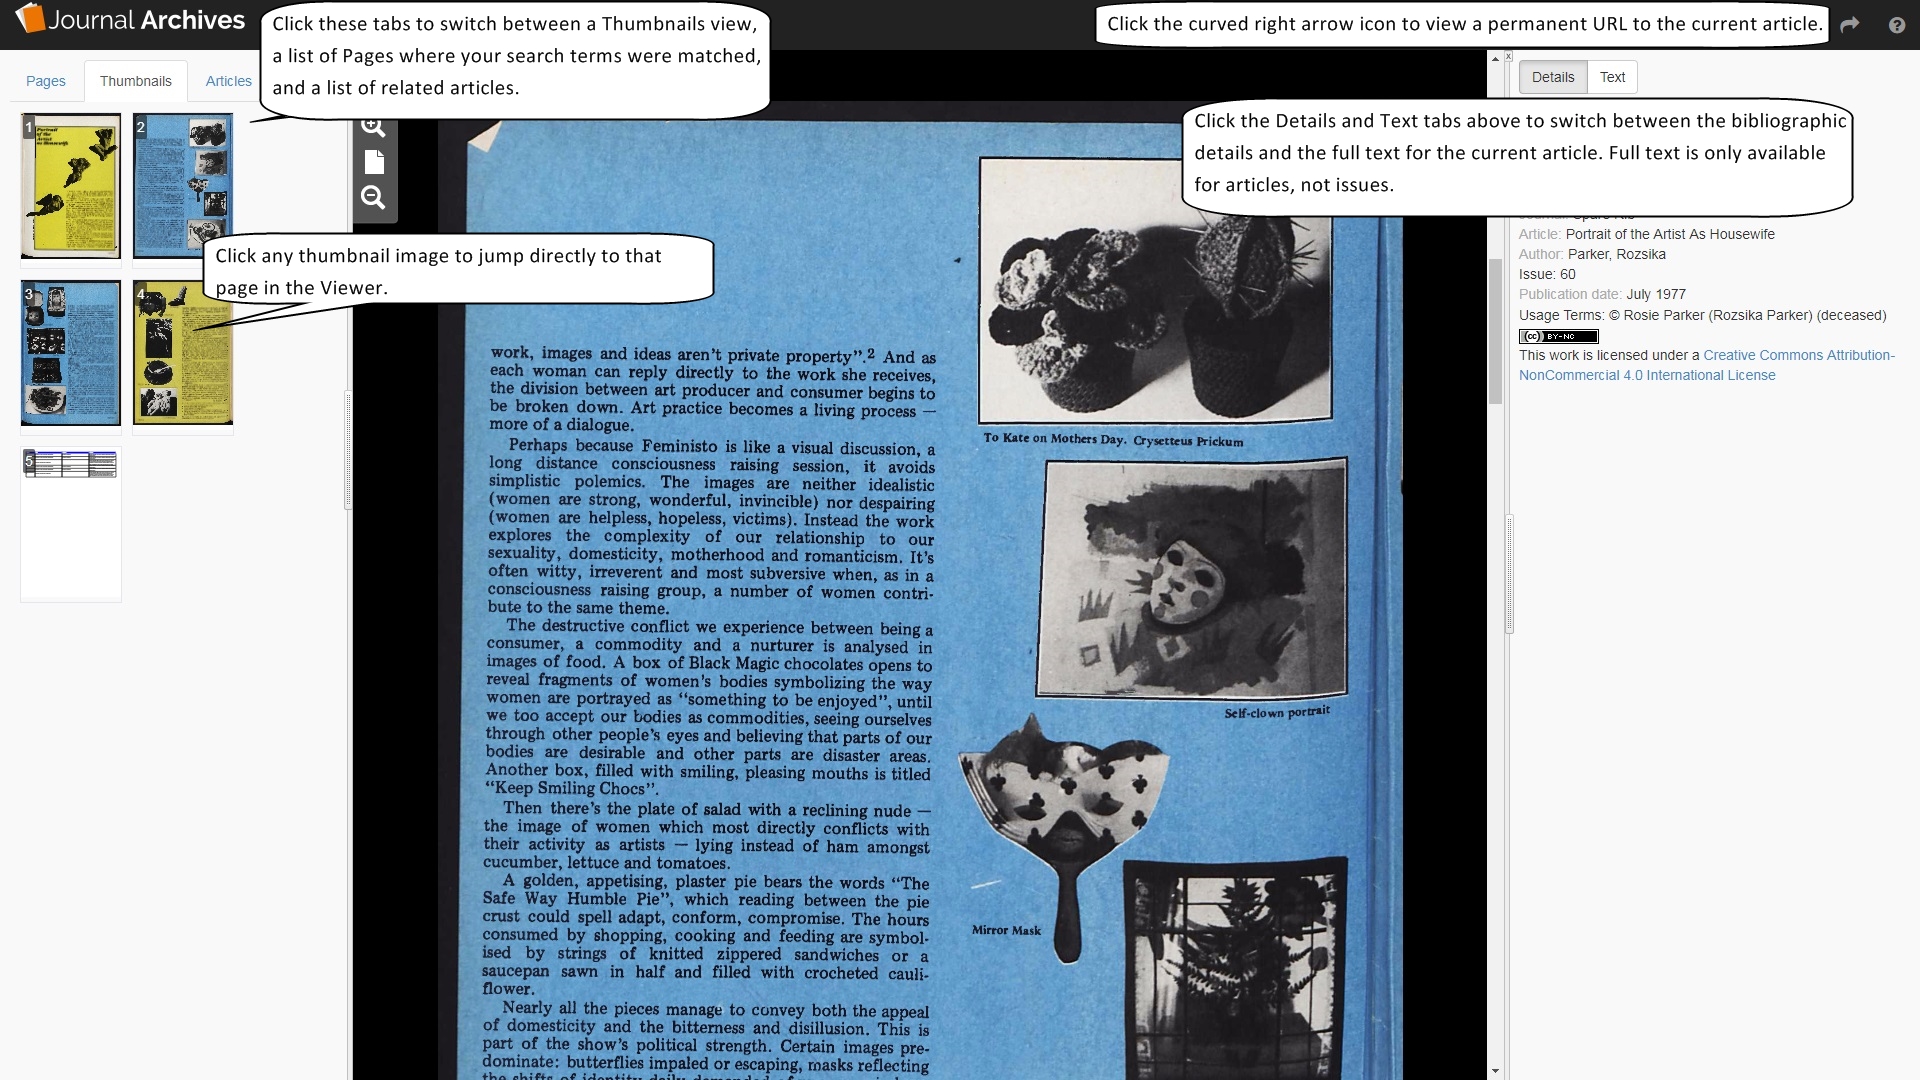 Journal Archives
Click these tabs to switch between a Thumbnails view,
a list of Pages where your search terms were matched,
and a list of related articles.
Click the curved right arrow icon to view a permanent URL to the current article.
Pages
Thumbnails
Articles
Details
Text
Click the Details and Text tabs above to switch between the bibliographic
details and the full text for the current article. Full text is only available
for articles, not issues.
1
Portrait
of the
Artist
as Housewife
2
Click any thumbnail image to jump directly to that
page in the Viewer.
3
4
5
Article: Portrait of the Artist As Housewife
Author: Parker, Rozsika
Issue: 60
Publication date: July 1977
Usage Terms: © Rosie Parker (Rozsika Parker) (deceased)
cc BY-NC
This work is licensed under a Creative Commons Attribution-
NonCommercial 4.0 International License
work, images and ideas aren't private property".2 And as
each woman can reply directly to the work she receives,
the division between art producer and consumer begins to
be broken down. Art practice becomes a living process —
more of a dialogue.
Perhaps because Feministo is like a visual discussion, a
long distance consciousness raising session, it avoids
simplistic polemics. The images are neither idealistic
(women are strong, wonderful, invincible) nor despairing
(women are helpless, hopeless, victims). Instead the work
explores the complexity of our relationship to our
sexuality, domesticity, motherhood and romanticism. It's
often witty, irreverent and most subversive when, as in a
consciousness raising group, a number of women contri-
bute to the same theme.
The destructive conflict we experience between being a
consumer, a commodity and a nurturer is analysed in
images of food. A box of Black Magic chocolates opens to
reveal fragments of women's bodies symbolizing the way
women are portrayed as "something to be enjoyed", until
we too accept our bodies as commodities, seeing ourselves
through other people's eyes and believing that parts of our
bodies are desirable and other parts are disaster areas.
Another box, filled with smiling, pleasing mouths is titled
"Keep Smiling Chocs".
Then there's the plate of salad with a reclining nude —
the image of women which most directly conflicts with
their activity as artists — lying instead of ham amongst
cucumber, lettuce and tomatoes.
A golden, appetising, plaster pie bears the words "The
Safe Way Humble Pie", which reading between the pie
crust could spell adapt, conform, compromise. The hours
consumed by shopping, cooking and feeding are symbol-
ised by strings of knitted zippered sandwiches or a
saucepan sawn in half and filled with crocheted cauli-
flower.
Nearly all the pieces manage to convey both the appeal
of domesticity and the bitterness and disillusion. This is
part of the show's political strength. Certain images pre-
dominate: butterflies impaled or escaping, masks reflecting
the shifts of identity daily
To Kate on Mothers Day. Crysetteus Prickum
Self-clown portrait
Mirror Mask